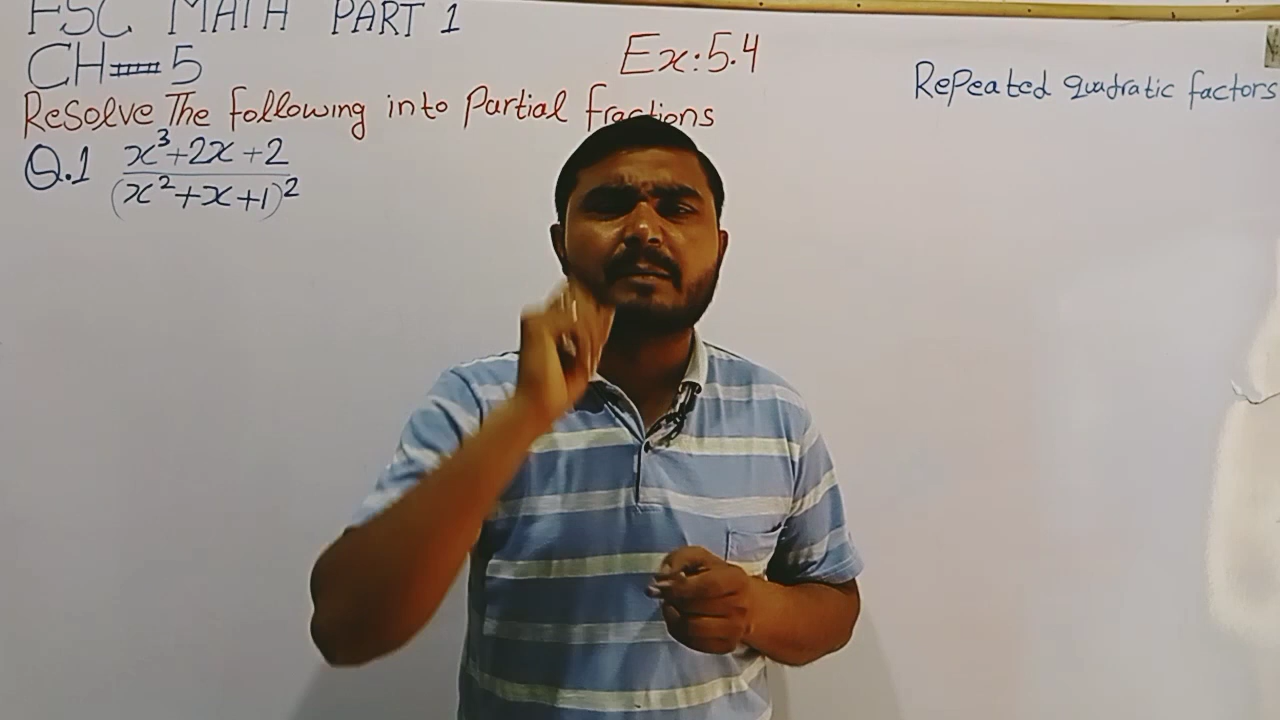 FSC MATH PART 1
CH 5
Ex:5.4
Repeated quadratic factors
Resolve The following into Partial fractions
Q.1 x³+2x+2
(x²+x+1)²